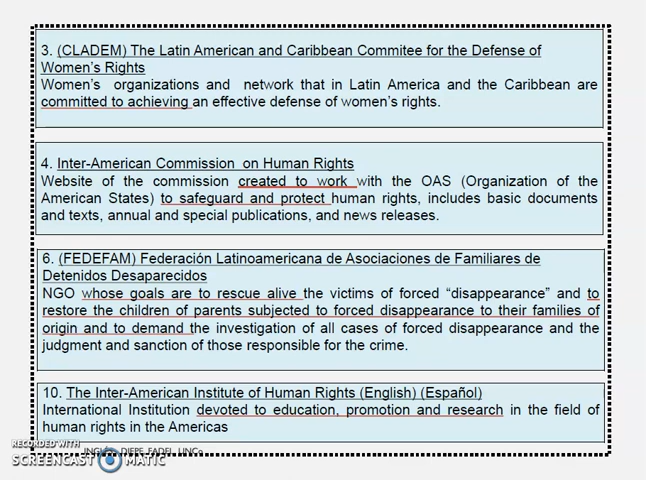 3. (CLADEM) The Latin American and Caribbean Commitee for the Defense of
Women's Rights
Women's organizations and network that in Latin America and the Caribbean are
committed to achieving an effective defense of women's rights.
4. Inter-American Commission on Human Rights
Website of the commission created to work with the OAS (Organization of the
American States) to safeguard and protect human rights, includes basic documents
and texts, annual and special publications, and news releases.
6. (FEDEFAM) Federación Latinoamericana de Asociaciones de Familiares de
Detenidos Desaparecidos
NGO whose goals are to rescue alive the victims of forced “disappearance” and to
restore the children of parents subjected to forced disappearance to their families of
origin and to demand the investigation of all cases of forced disappearance and the
judgment and sanction of those responsible for the crime.
10. The Inter-American Institute of Human Rights (English) (Español)
International Institution devoted to education, promotion and research in the field of
human rights in the Americas
RECORDED WITH
SCREENCAST MATIC
FADEL UNCo